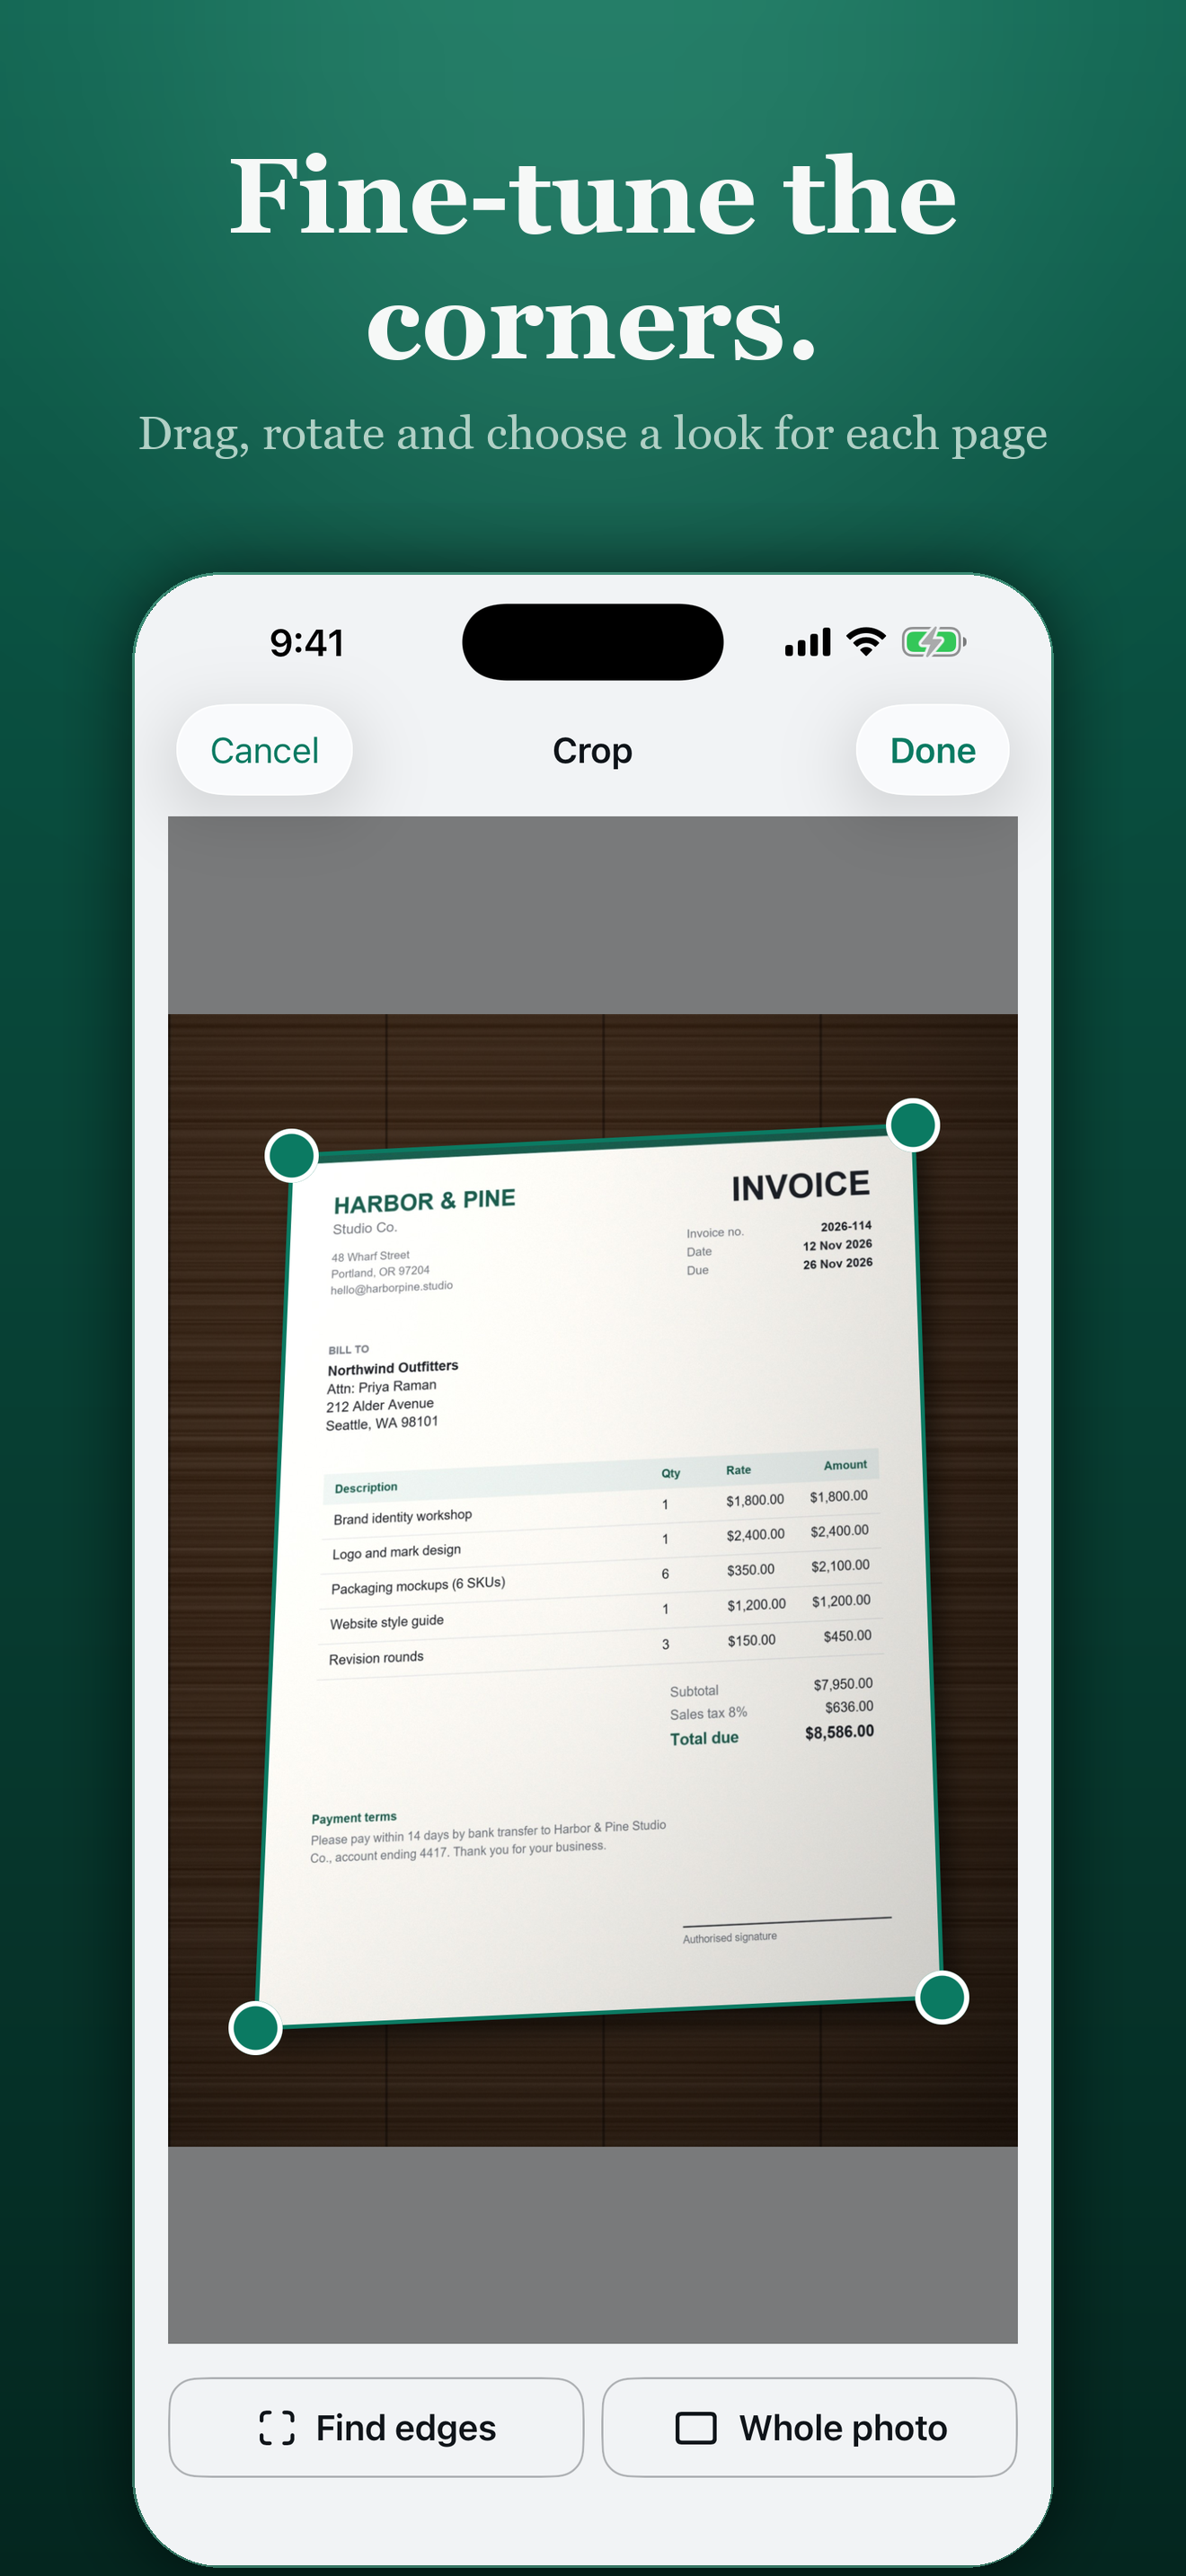 Fine-tune the
corners.
Drag, rotate and choose a look for each page
9:41
Cancel Crop Done
HARBOR & PINE INVOICE
Studio Co.
Invoice no. 2026-114
48 Wharf Street
Date 12 Nov 2026
Portland, OR 97204
Due 26 Nov 2026
hello@harborpine.studio
BILL TO
Northwind Outfitters
Attn: Priya Raman
212 Alder Avenue
Seattle, WA 98101
Description Qty Rate Amount
Brand identity workshop 1 $1,800.00 $1,800.00
Logo and mark design 1 $2,400.00 $2,400.00
Packaging mockups (6 SKUs) 6 $350.00 $2,100.00
Website style guide 1 $1,200.00 $1,200.00
Revision rounds 3 $150.00 $450.00
Subtotal $7,950.00
Sales tax 8% $636.00
Total due $8,586.00
Payment terms
Please pay within 14 days by bank transfer to Harbor & Pine Studio
Co., account ending 4417. Thank you for your business.
Authorised signature
Find edges Whole photo